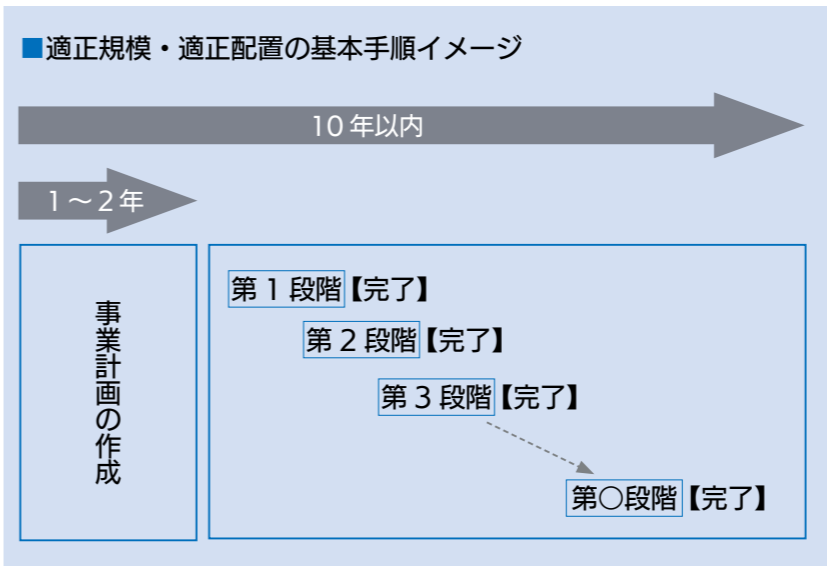 ■適正規模・適正配置の基本手順イメージ
10年以内
1～2年
事業計画の作成
第1段階【完了】
第2段階【完了】
第3段階【完了】
第○段階【完了】